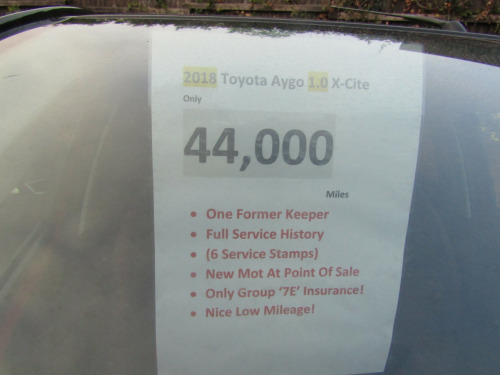 2018 Toyota Aygo 1.0 X-Cite
Only
44,000
Miles
• One Former Keeper
• Full Service History
• (6 Service Stamps)
• New Mot At Point Of Sale
• Only Group ‘7E’ Insurance!
• Nice Low Mileage!